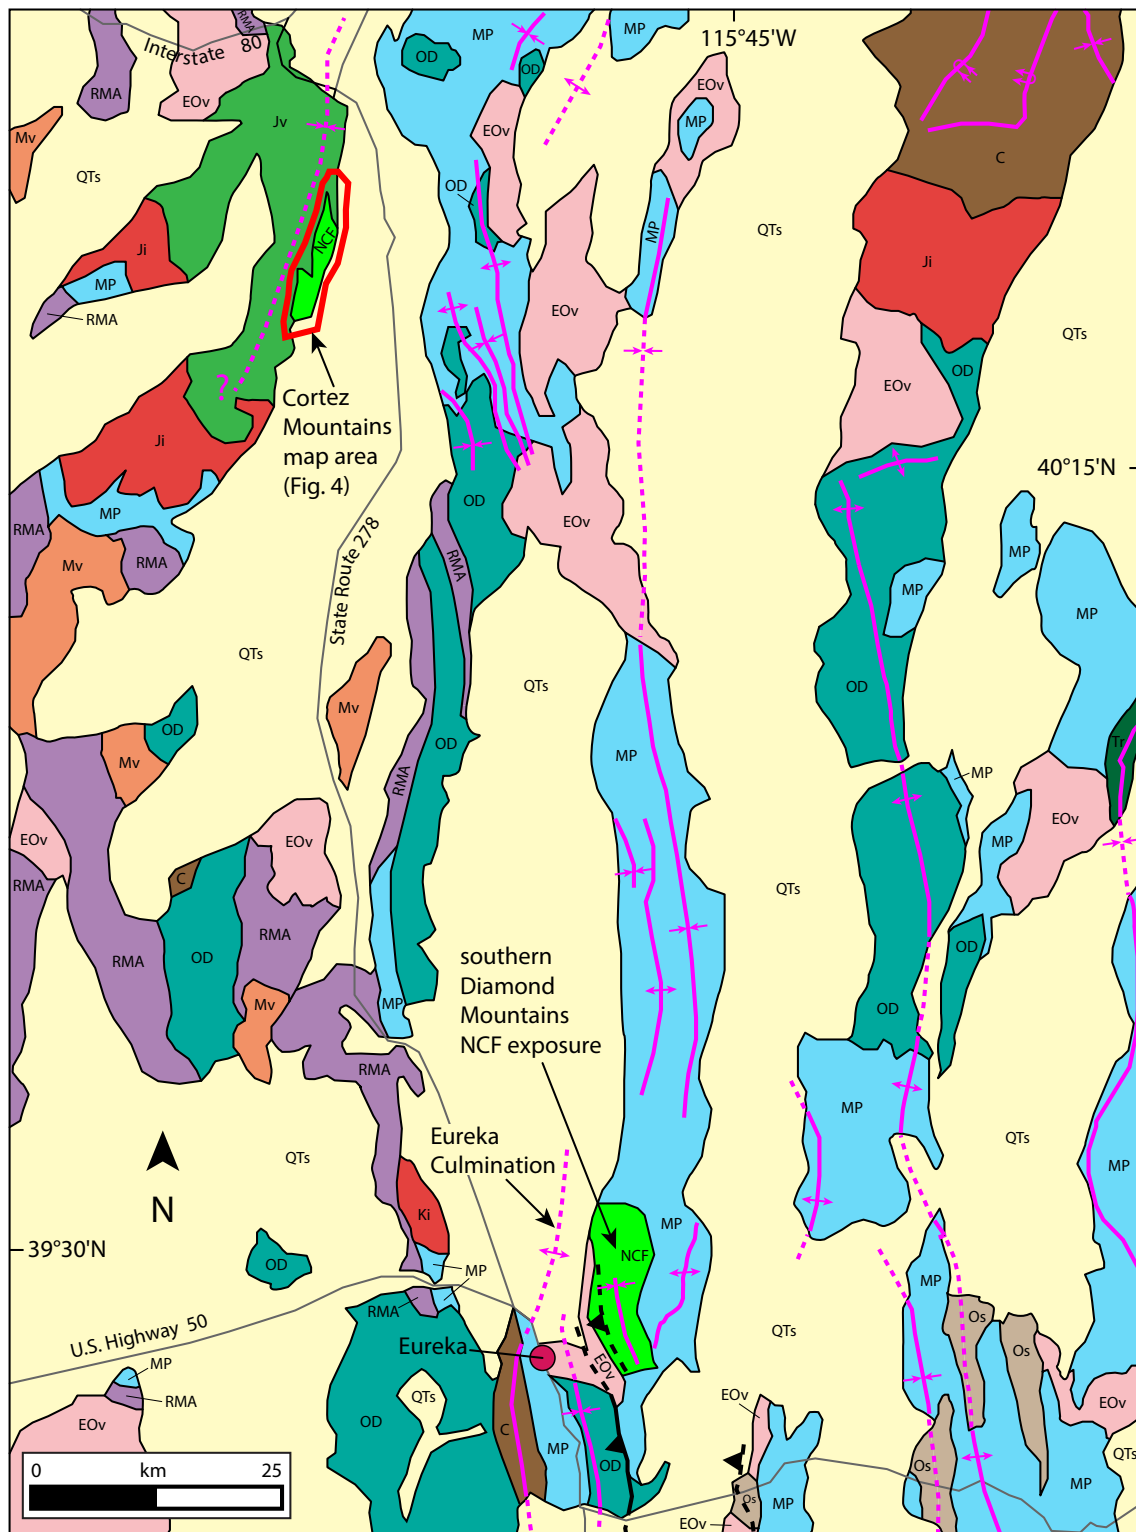 Interstate 80
RMA
RMA
EOv
Jv
Mv
QTs
Ji
MP
RMA
NCF
?
Cortez
Mountains
map area
(Fig. 4)
Ji
MP
RMA
RMA
Mv
State Route 278
MP
OD
OD
EOv
OD
MP
115°45'W
EOv
MP
MP
EOv
QTs
C
Ji
EOv
OD
QTs
40°15'N
OD
EOv
RMA
MP
MP
MP
OD
QTs
Mv
QTs
OD
Mv
OD
RMA
MP
Tr
MP
EOv
MP
EOv
RMA
EOv
C
RMA
OD
RMA
Mv
MP
RMA
QTs
OD
OD
southern
Diamond
Mountains
NCF exposure
MP
QTs
MP
Eureka
Culmination
QTs
N
Ki
MP
NCF
39°30'N
OD
MP
RMA
MP
U.S. Highway 50
Eureka
EOv
QTs
Os
Os
MP
RMA
EOv
QTs
OD
C
MP
OD
EOv
EOv
QTs
Os
MP
Os
MP
EOv
0 km 25